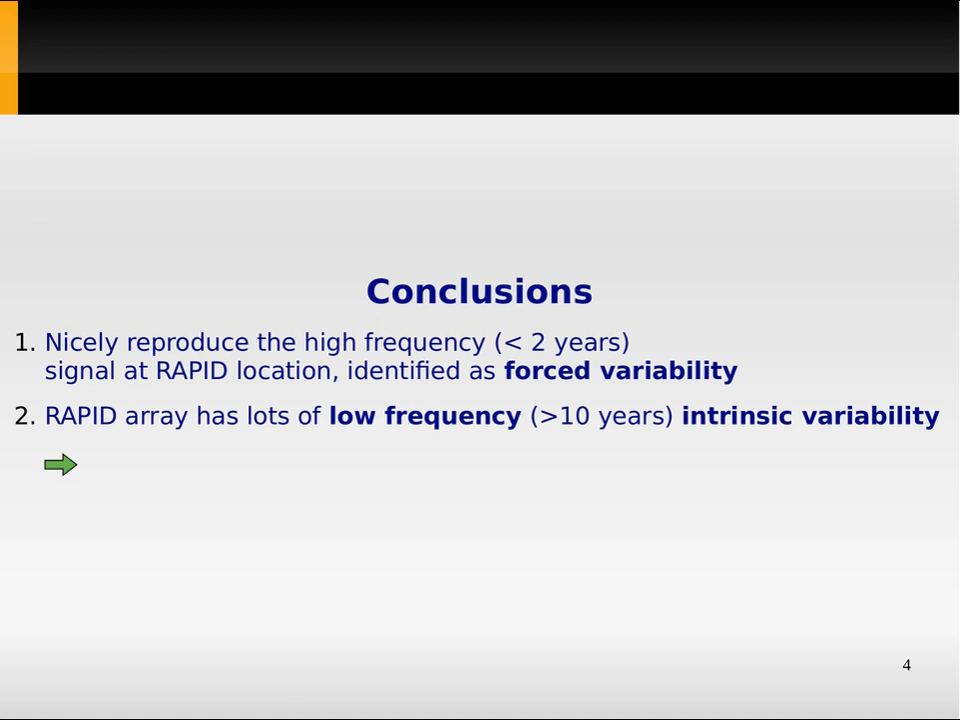 Conclusions
1. Nicely reproduce the high frequency (< 2 years)
signal at RAPID location, identified as forced variability
2. RAPID array has lots of low frequency (>10 years) intrinsic variability
4